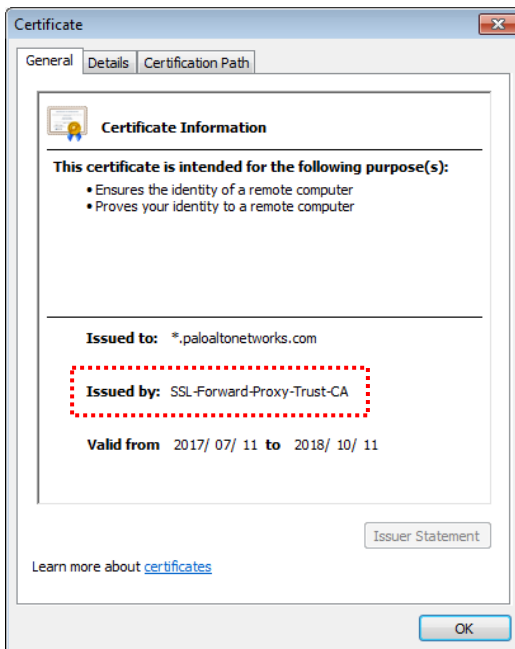 Certificate
General Details Certification Path
Certificate Information
This certificate is intended for the following purpose(s):
• Ensures the identity of a remote computer
• Proves your identity to a remote computer
Issued to: *.paloaltonetworks.com
Issued by: SSL-Forward-Proxy-Trust-CA
Valid from 2017/ 07/ 11 to 2018/ 10/ 11
Issuer Statement
Learn more about certificates
OK